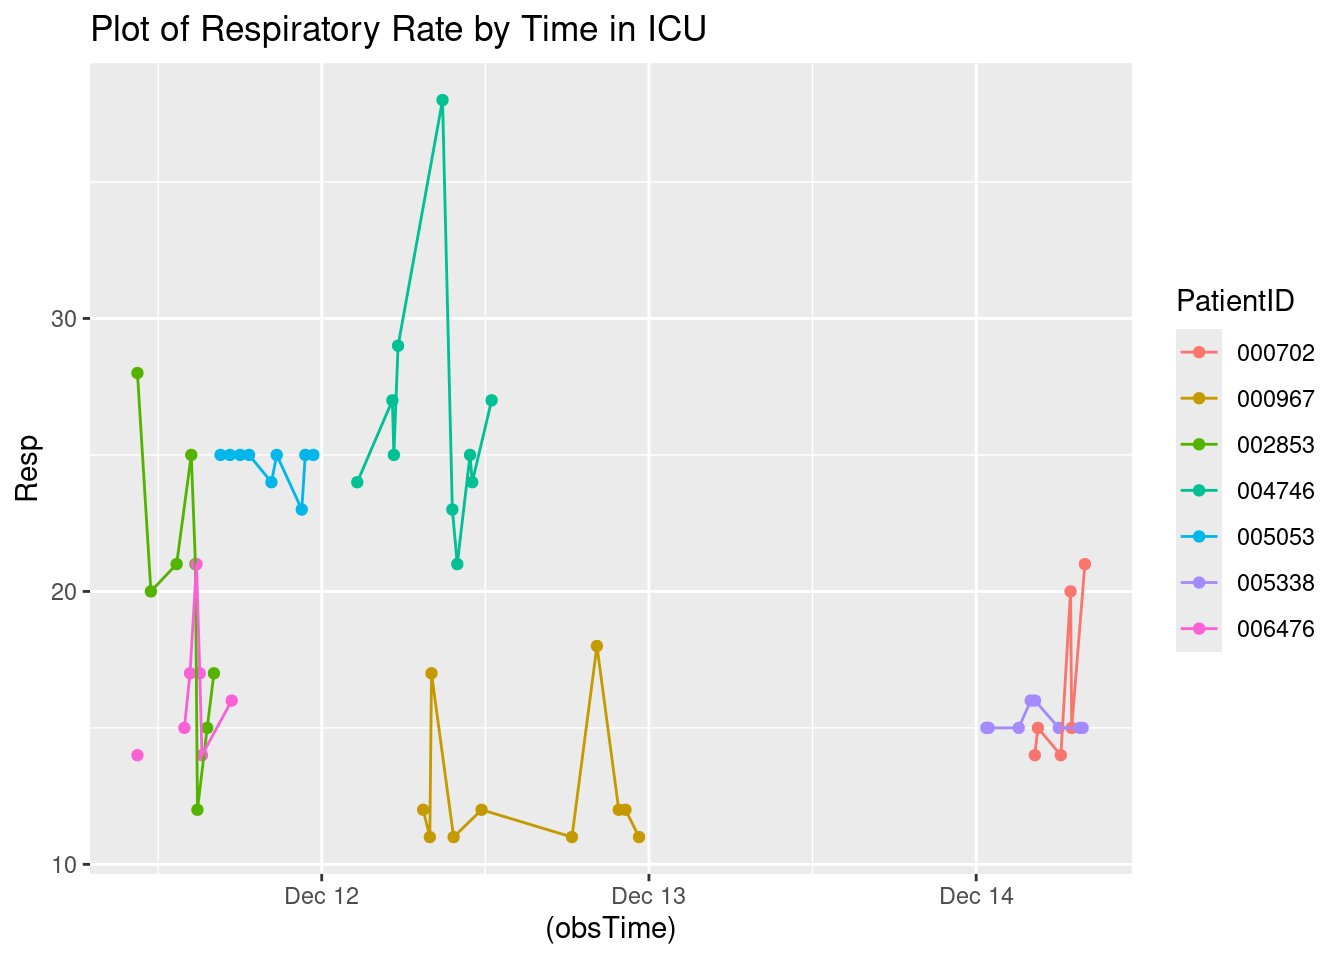 Plot of Respiratory Rate by Time in ICU
Resp
30
20
10
Dec 12
Dec 13
Dec 14
(obsTime)
PatientID
000702
000967
002853
004746
005053
005338
006476